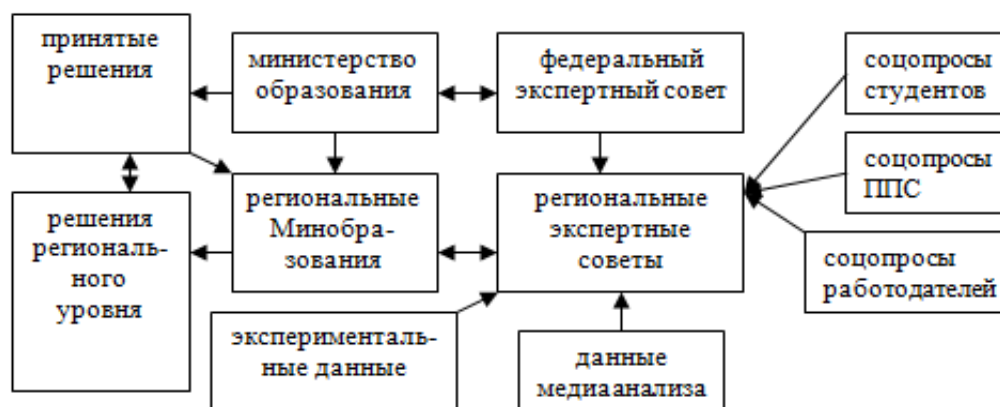 принятые
решения
министерство
образования
федеральный
экспертный совет
соцопросы
студентов
соцопросы
ППС
решения
региональ-
ного
уровня
региональные
Минобра-
зования
региональные
экспертные
советы
соцопросы
работодателей
эксперименталь-
ные данные
данные
медиаанализа